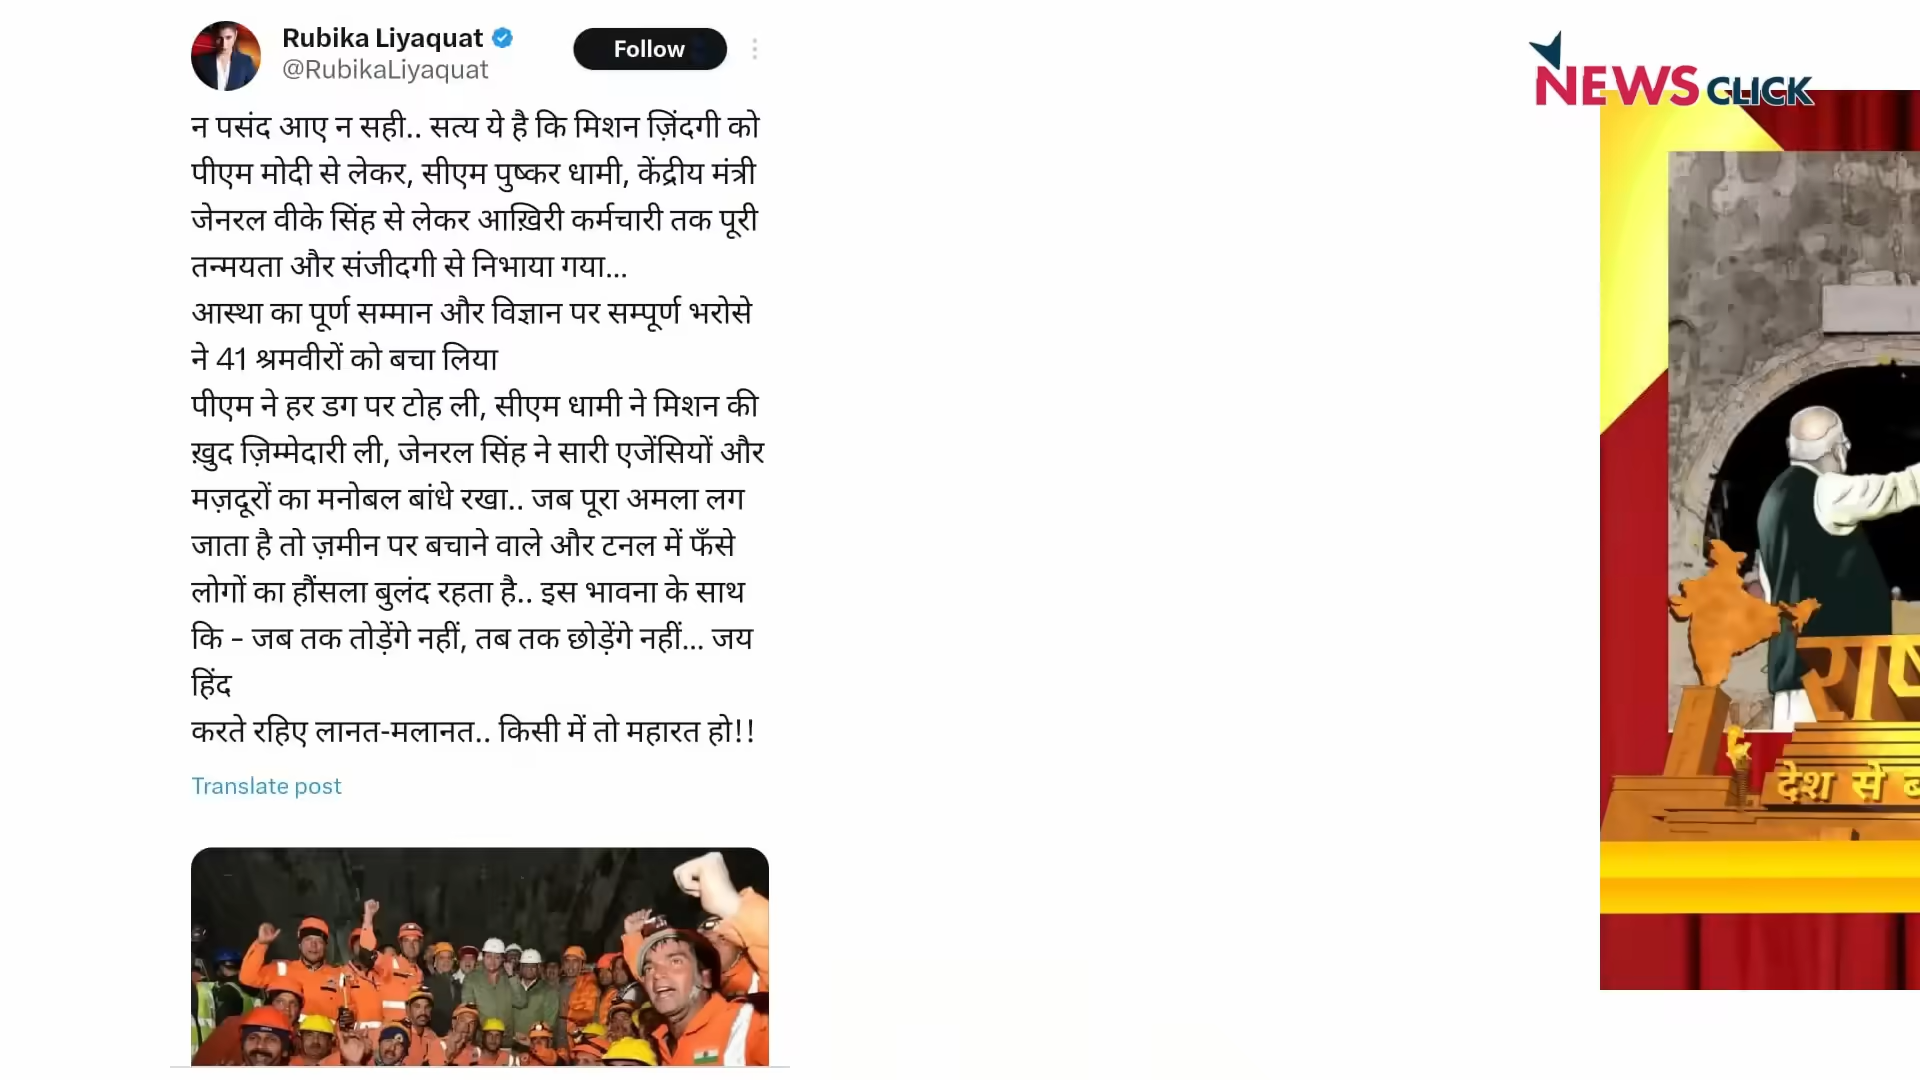 Rubika Liyaquat
@RubikaLiyaquat
Follow
न पसंद आए न सही.. सत्य ये है कि मिशन ज़िंदगी को
पीएम मोदी से लेकर, सीएम पुष्कर धामी, केंद्रीय मंत्री
जेनरल वीके सिंह से लेकर आख़िरी कर्मचारी तक पूरी
तन्मयता और संजीदगी से निभाया गया...
आस्था का पूर्ण सम्मान और विज्ञान पर सम्पूर्ण भरोसे
ने 41 श्रमवीरों को बचा लिया
पीएम ने हर डग पर टोह ली, सीएम धामी ने मिशन की
ख़ुद ज़िम्मेदारी ली, जेनरल सिंह ने सारी एजेंसियों और
मज़दूरों का मनोबल बांधे रखा.. जब पूरा अमला लग
जाता है तो ज़मीन पर बचाने वाले और टनल में फँसे
लोगों का हौंसला बुलंद रहता है.. इस भावना के साथ
कि - जब तक तोड़ेंगे नहीं, तब तक छोड़ेंगे नहीं... जय
हिंद
करते रहिए लानत-मलानत.. किसी में तो महारत हो!!
Translate post
NEWS CLICK
देश से